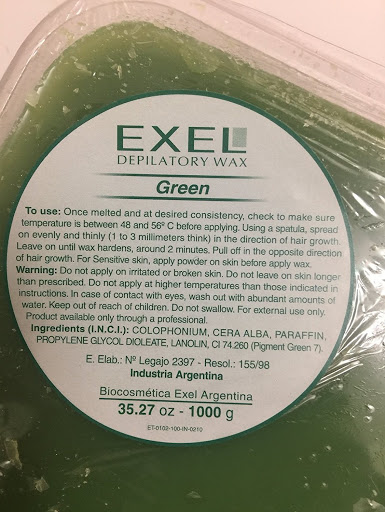 EXEL
DEPILATORY WAX
Green
To use: Once melted and at desired consistency, check to make sure
temperature is between 48 and 56º C before applying. Using a spatula, spread
on evenly and thinly (1 to 3 millimeters think) in the direction of hair growth.
Leave on until wax hardens, around 2 minutes. Pull off in the opposite direction
of hair growth. For Sensitive skin, apply powder on skin before apply wax.
Warning: Do not apply on irritated or broken skin. Do not leave on skin longer
than prescribed. Do not apply at higher temperatures than those indicated in
instructions. In case of contact with eyes, wash out with abundant amounts of
water. Keep out of reach of children. Do not swallow. For external use only.
Product available only through a professional.
Ingredients (I.N.C.I.): COLOPHONIUM, CERA ALBA, PARAFFIN,
PROPYLENE GLYCOL DIOLEATE, LANOLIN, CI 74.260 (Pigment Green 7).
E. Elab.: Nº Legajo 2397 - Resol.: 155/98
Industria Argentina
Biocosmética Exel Argentina
35.27 oz - 1000 g
ET-0102-100-IN-0210